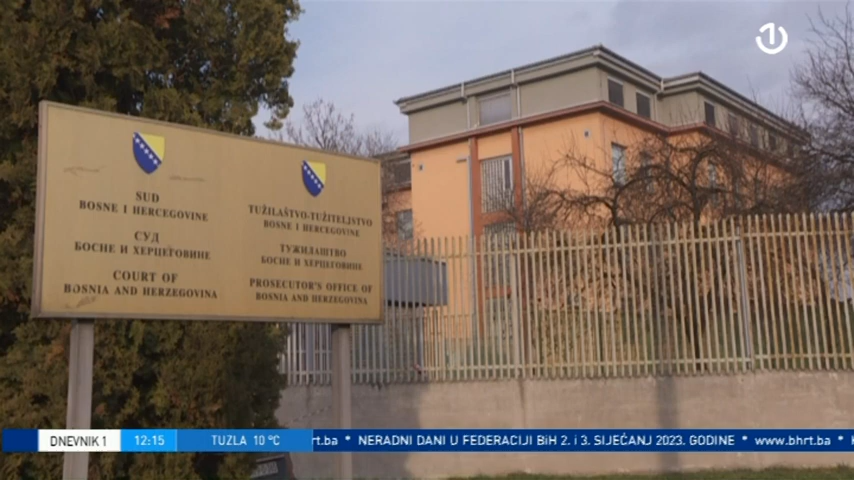 SUD
BOSNE I HERCEGOVINE
СУД
БОСНЕ И ХЕРЦЕГОВИНЕ
COURT OF
BOSNIA AND HERZEGOVINA
TUŽILAŠTVO-TUŽITELJSTVO
BOSNE I HERCEGOVINE
ТУЖИЛАШТВО
БОСНЕ И ХЕРЦЕГОВИНЕ
PROSECUTOR'S OFFICE OF
BOSNIA AND HERZEGOVINA
1
DNEVNIK 1 12:15 TUZLA 10 °C rt.ba * NERADNI DANI U FEDERACIJI BiH 2. i 3. SIJEČANJ 2023. GODINE * www.bhrt.ba *